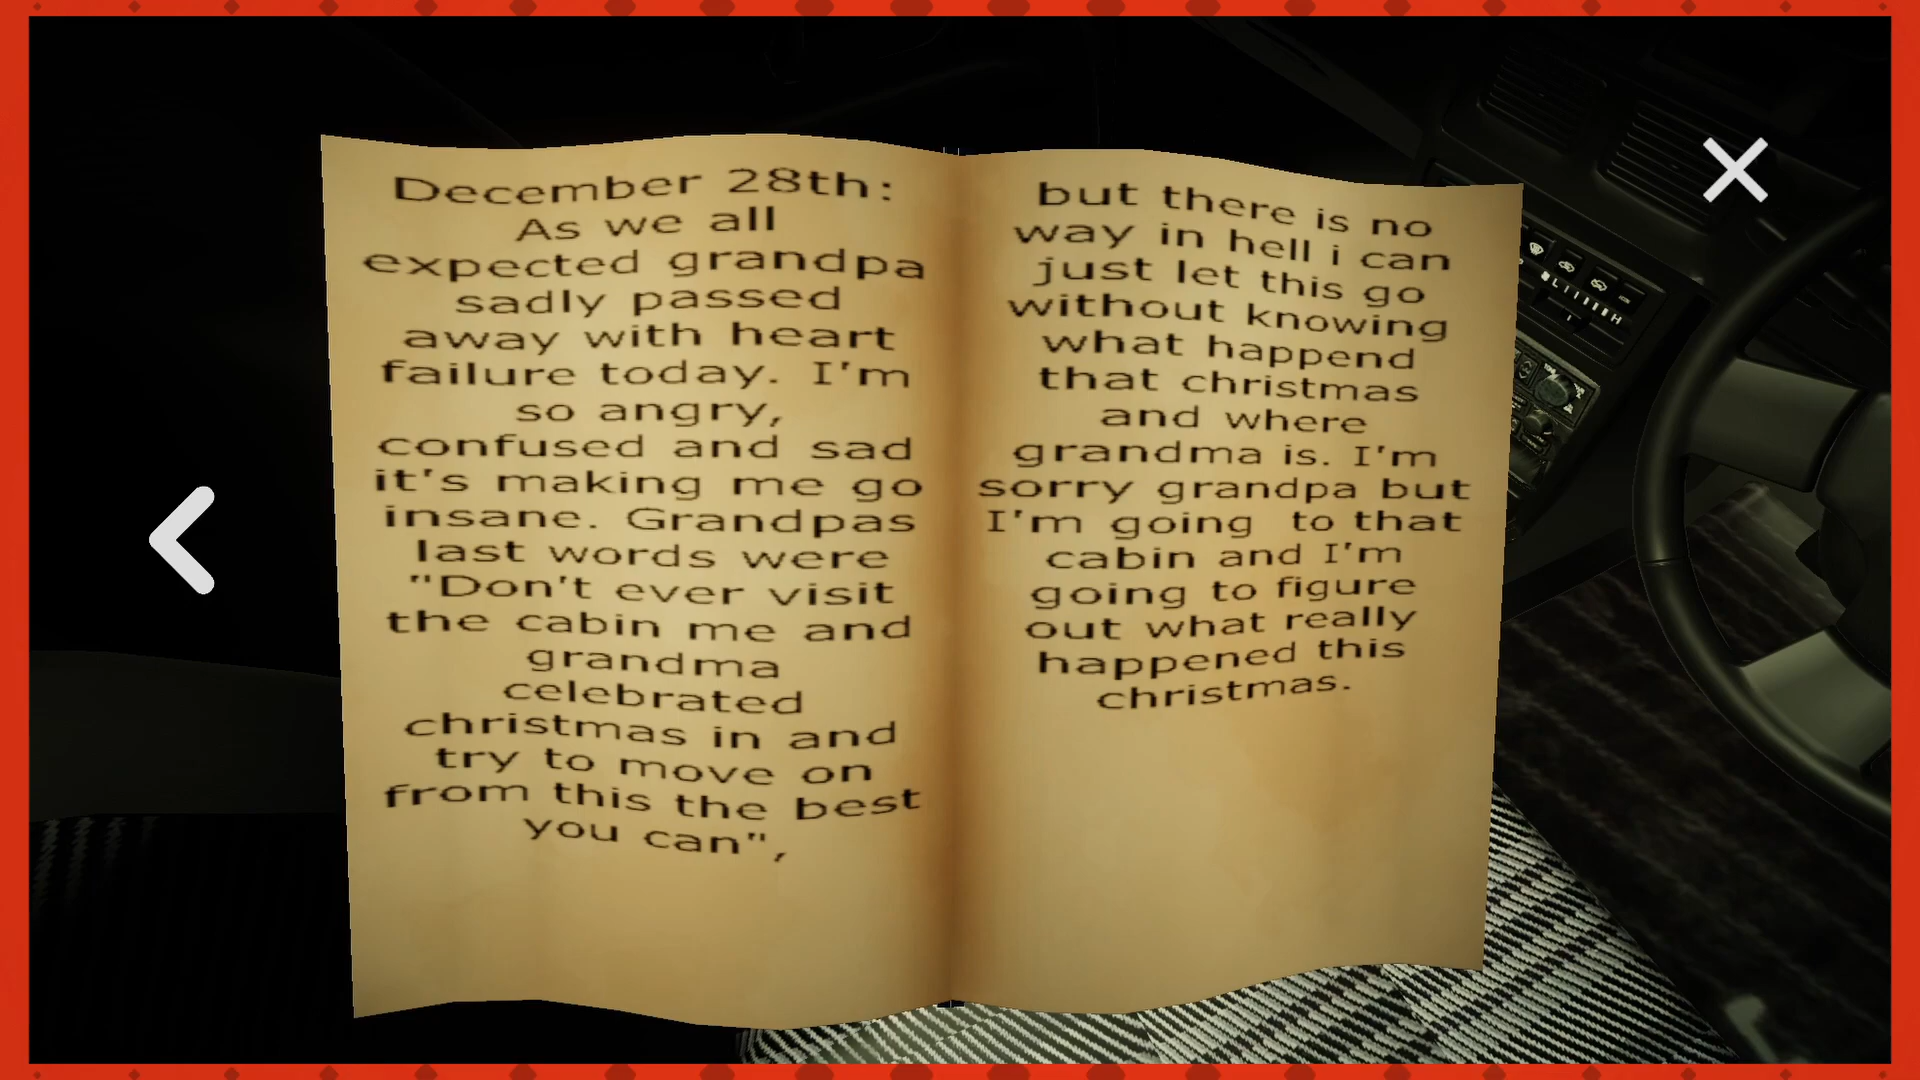 December 28th:
As we all
expected grandpa
sadly passed
away with heart
failure today. I'm
so angry,
confused and sad
it's making me go
insane. Grandpas
last words were
"Don't ever visit
the cabin me and
grandma
celebrated
christmas in and
try to move on
from this the best
you can",
but there is no
way in hell i can
just let this go
without knowing
what happend
that christmas
and where
grandma is. I'm
sorry grandpa but
I'm going to that
cabin and I'm
going to figure
out what really
happened this
christmas.